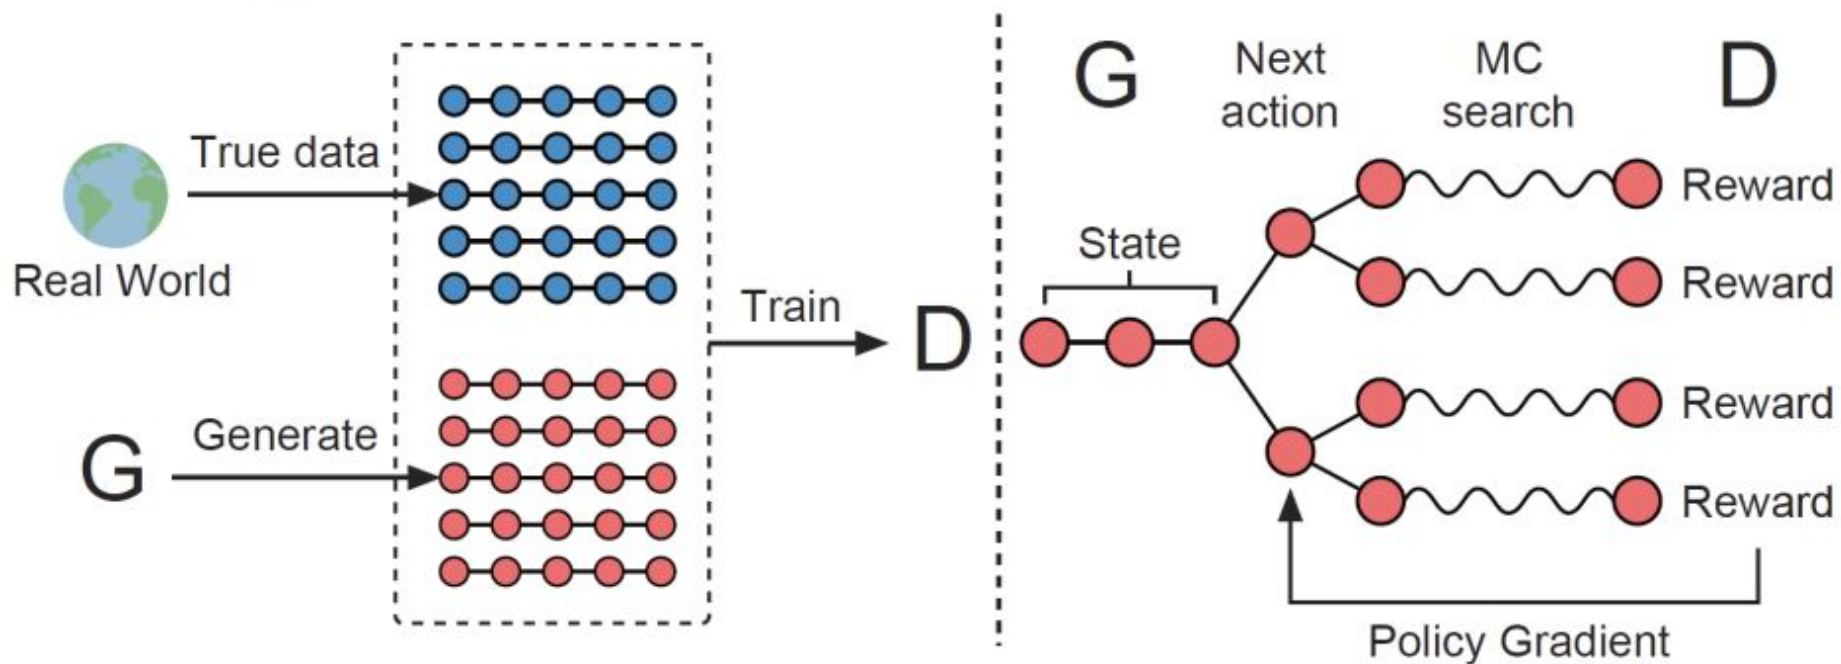 True data
Real World
G
Generate
Train
D
G
Next
action
MC
search
D
State
Reward
Reward
Reward
Reward
Policy Gradient